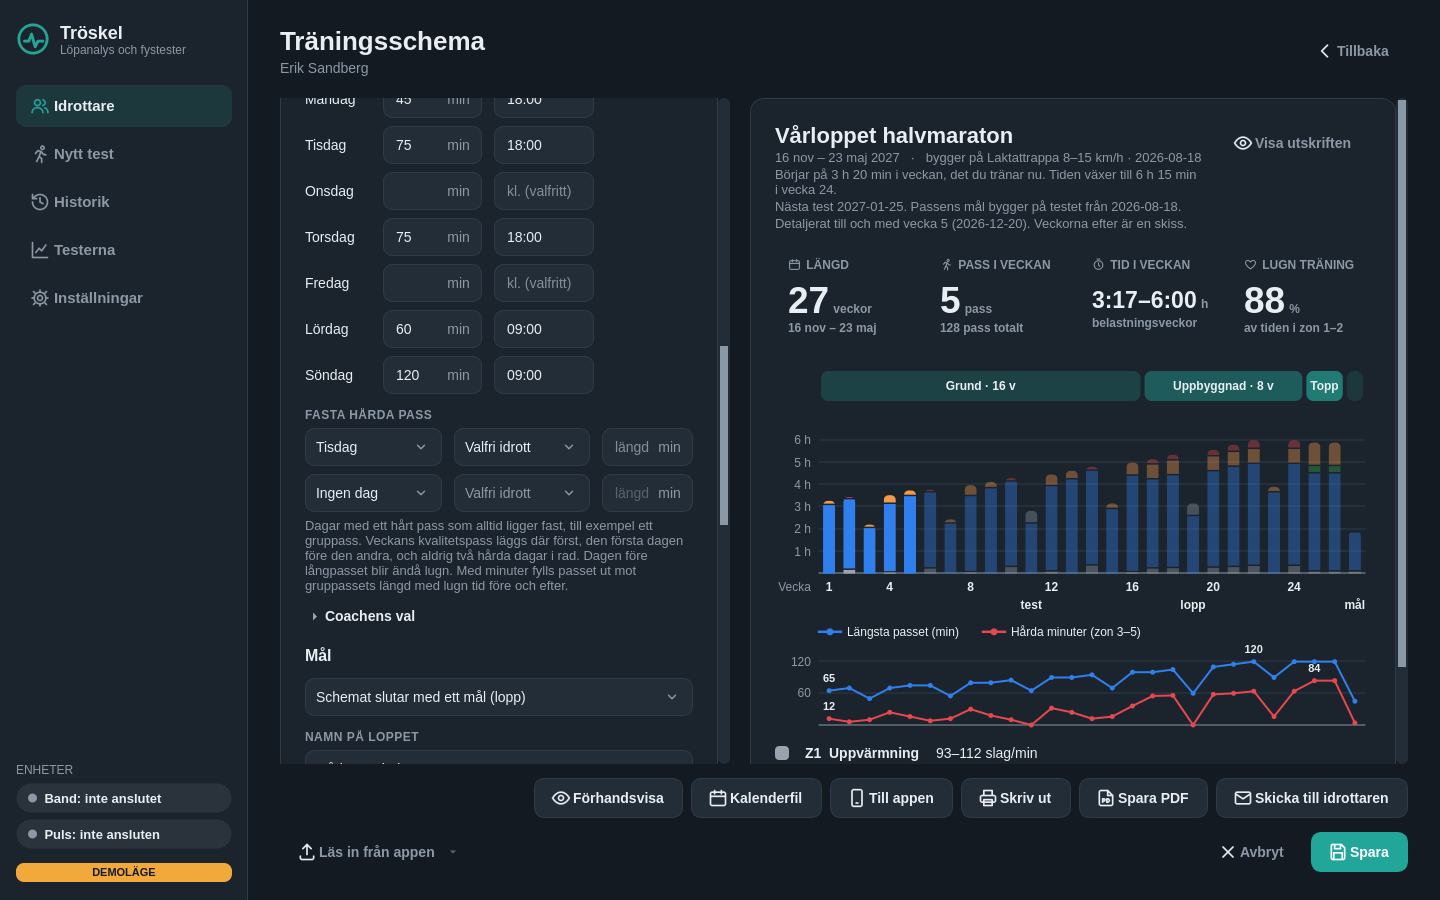 Tröskel
Löpanalys och fystester
Idrottare
Nytt test
Historik
Testerna
Inställningar
ENHETER
Band: inte anslutet
Puls: inte ansluten
DEMOLÄGE
Träningsschema
Erik Sandberg
Tillbaka
Måndag 45 min 18:00
Tisdag 75 min 18:00
Onsdag min kl. (valfritt)
Torsdag 75 min 18:00
Fredag min kl. (valfritt)
Lördag 60 min 09:00
Söndag 120 min 09:00
FASTA HÅRDA PASS
Tisdag Valfri idrott längd min
Ingen dag Valfri idrott längd min
Dagar med ett hårt pass som alltid ligger fast, till exempel ett
gruppass. Veckans kvalitetspass läggs där först, den första dagen
före den andra, och aldrig två hårda dagar i rad. Dagen före
långpasset blir ändå lugn. Med minuter fylls passet ut mot
gruppassets längd med lugn tid före och efter.
Coachens val
Mål
Schemat slutar med ett mål (lopp)
NAMN PÅ LOPPET
Vårloppet halvmaraton
Visa utskriften
16 nov – 23 maj 2027 · bygger på Laktattrappa 8–15 km/h · 2026-08-18
Börjar på 3 h 20 min i veckan, det du tränar nu. Tiden växer till 6 h 15 min
i vecka 24.
Nästa test 2027-01-25. Passens mål bygger på testet från 2026-08-18.
Detaljerat till och med vecka 5 (2026-12-20). Veckorna efter är en skiss.
LÄNGD
27 veckor
16 nov – 23 maj
PASS I VECKAN
5 pass
128 pass totalt
TID I VECKAN
3:17–6:00 h
belastningsveckor
LUGN TRÄNING
88 %
av tiden i zon 1–2
Grund · 16 v Uppbyggnad · 8 v Topp
6 h
5 h
4 h
3 h
2 h
1 h
Vecka 1 4 8 12 16 20 24
test lopp mål
Längsta passet (min) Hårda minuter (zon 3–5)
120
60
65
12
120
84
Z1 Uppvärmning 93–112 slag/min
Förhandsvisa
Kalenderfil
Till appen
Skriv ut
Spara PDF
Skicka till idrottaren
Läs in från appen
Avbryt
Spara